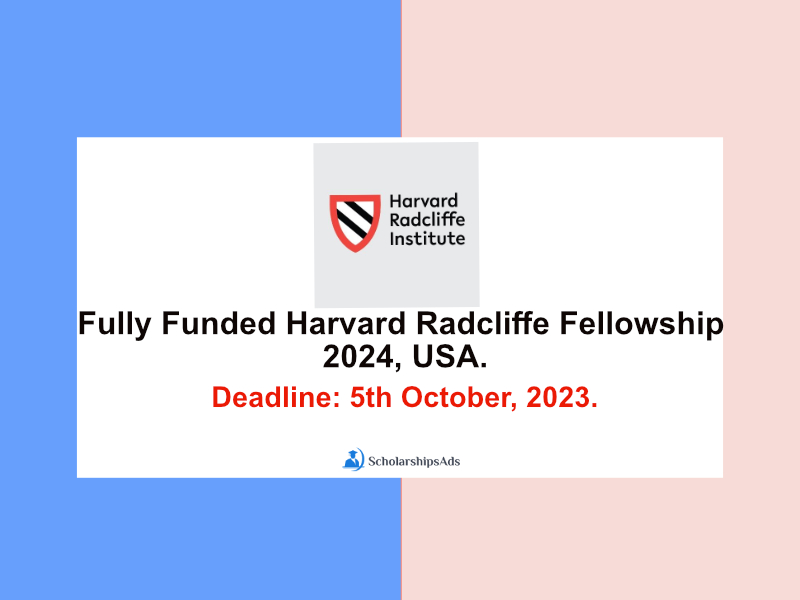 Harvard
Radcliffe
Institute
Fully Funded Harvard Radcliffe Fellowship
2024, USA.
Deadline: 5th October, 2023.
ScholarshipsAds